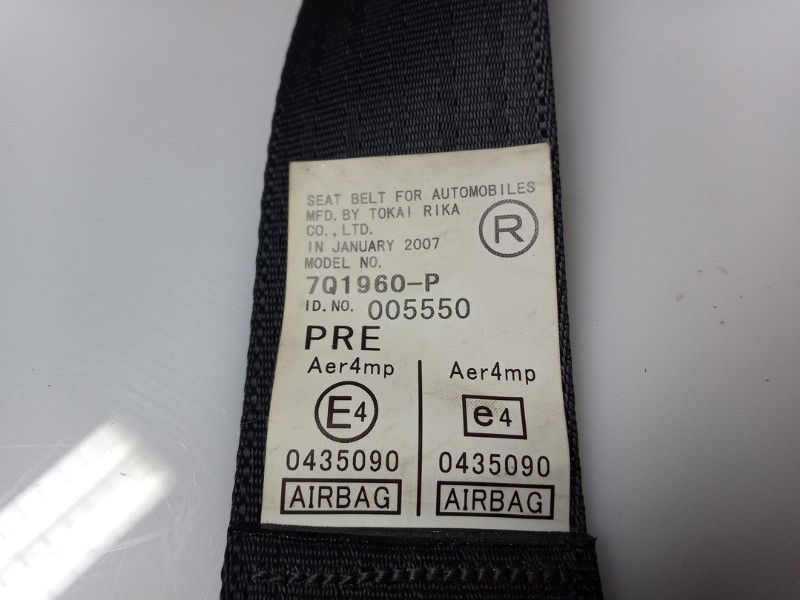 SEAT BELT FOR AUTOMOBILES
MFD. BY TOKAI RIKA
CO., LTD.
IN JANUARY 2007
R
MODEL NO.
7Q1960-P
ID. NO. 005550
PRE
Aer4mp Aer4mp
E4 e4
0435090 0435090
AIRBAG AIRBAG